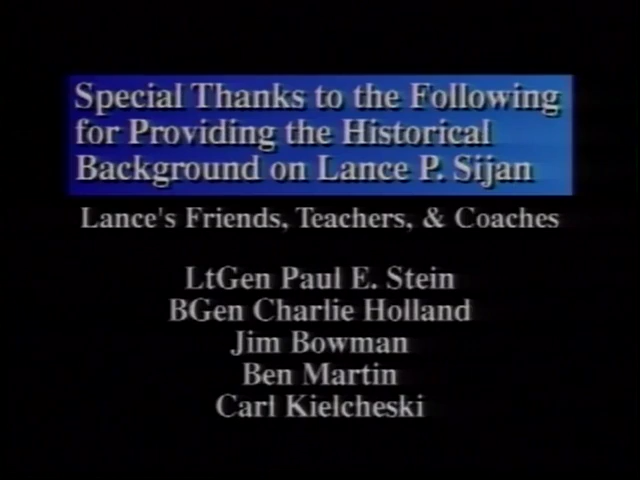 Special Thanks to the Following
for Providing the Historical
Background on Lance P. Sijan
Lance's Friends, Teachers, & Coaches
LtGen Paul E. Stein
BGen Charlie Holland
Jim Bowman
Ben Martin
Carl Kielcheski